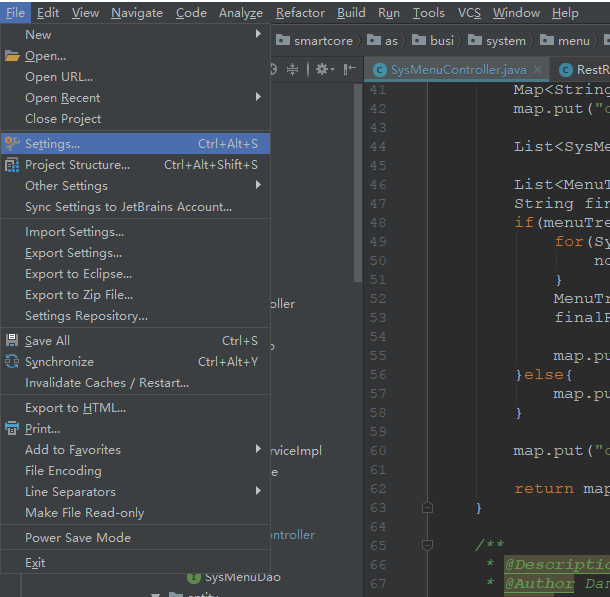 File Edit View Navigate Code Analyze Refactor Build Run Tools VCS Window Help
smartcore as busi system menu
SysMenuController.java
New
Open...
Open URL...
Open Recent
Close Project
Settings... Ctrl+Alt+S
Project Structure... Ctrl+Alt+Shift+S
Other Settings
Sync Settings to JetBrains Account...
Import Settings...
Export Settings...
Export to Eclipse...
Export to Zip File...
Settings Repository...
Save All Ctrl+S
Synchronize Ctrl+Alt+Y
Invalidate Caches / Restart...
Export to HTML...
Print...
Add to Favorites
File Encoding
Line Separators
Make File Read-only
Power Save Mode
Exit
oller
rviceImpl
ontroller
SysMenuDao
entity
41 Map<String
42 map.put("
43
44 List<SysMe
45
46 List<MenuT
47 String fin
48 if(menuTre
49 for(Sy
50 no
51 }
52 MenuTr
53 finalR
54
55 map.pu
56 }else{
57 map.pu
58 }
59
60 map.put("
61
62 return map
63 }
64
65 /**
66 * @Descriptio
67 * @Author Dar